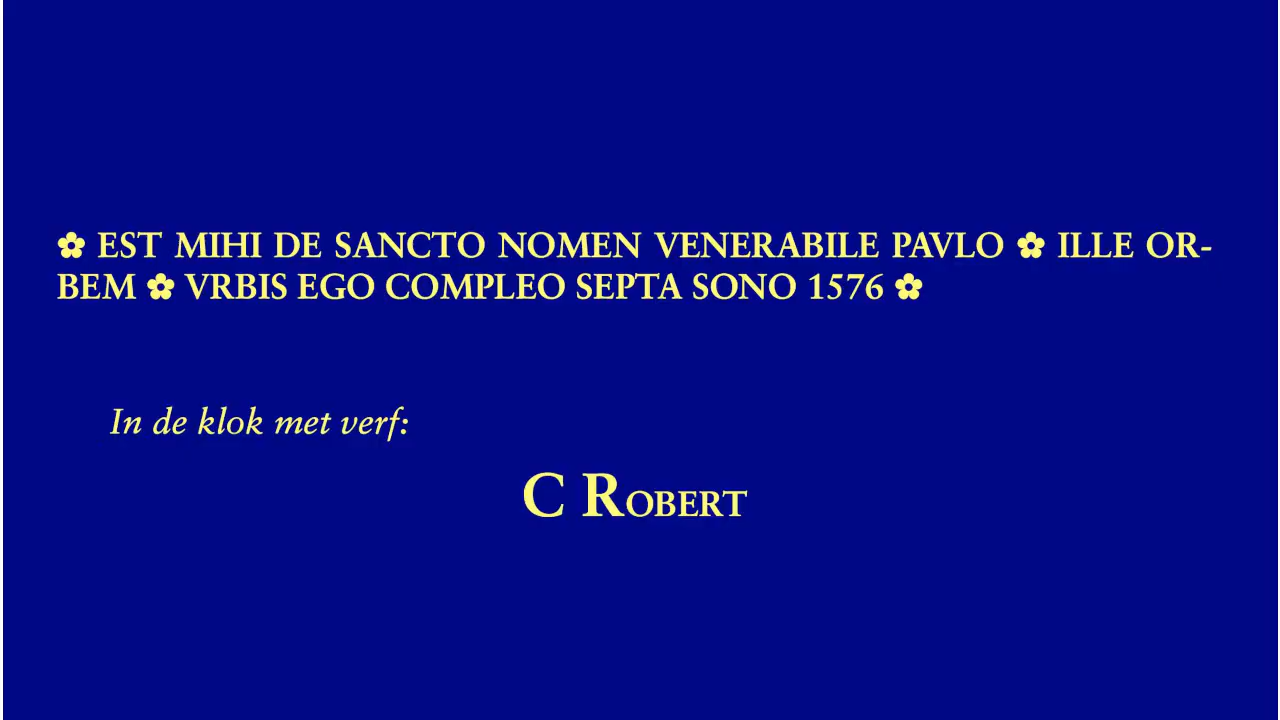 ✿ EST MIHI DE SANCTO NOMEN VENERABILE PAVLO ✿ ILLE OR-
BEM ✿ VRBIS EGO COMPLEO SEPTA SONO 1576 ✿
In de klok met verf:
C ROBERT